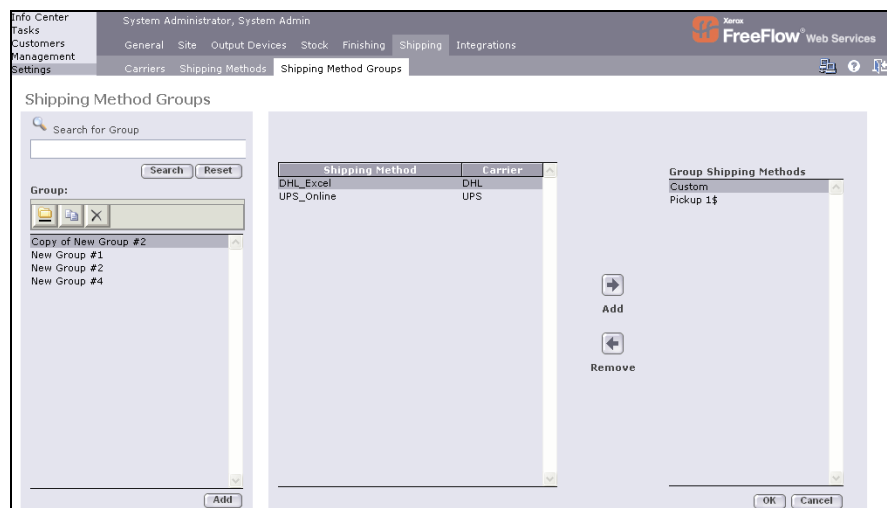 Info Center
Tasks
Customers
Management
Settings
System Administrator, System Admin
General Site Output Devices Stock Finishing Shipping Integrations
Carriers Shipping Methods Shipping Method Groups
Xerox
FreeFlow® Web Services
Shipping Method Groups
Search for Group
Search Reset
Group:
Copy of New Group #2
New Group #1
New Group #2
New Group #4
Add
Shipping Method Carrier
DHL_Excel DHL
UPS_Online UPS
Add
Remove
Group Shipping Methods
Custom
Pickup 1$
OK Cancel